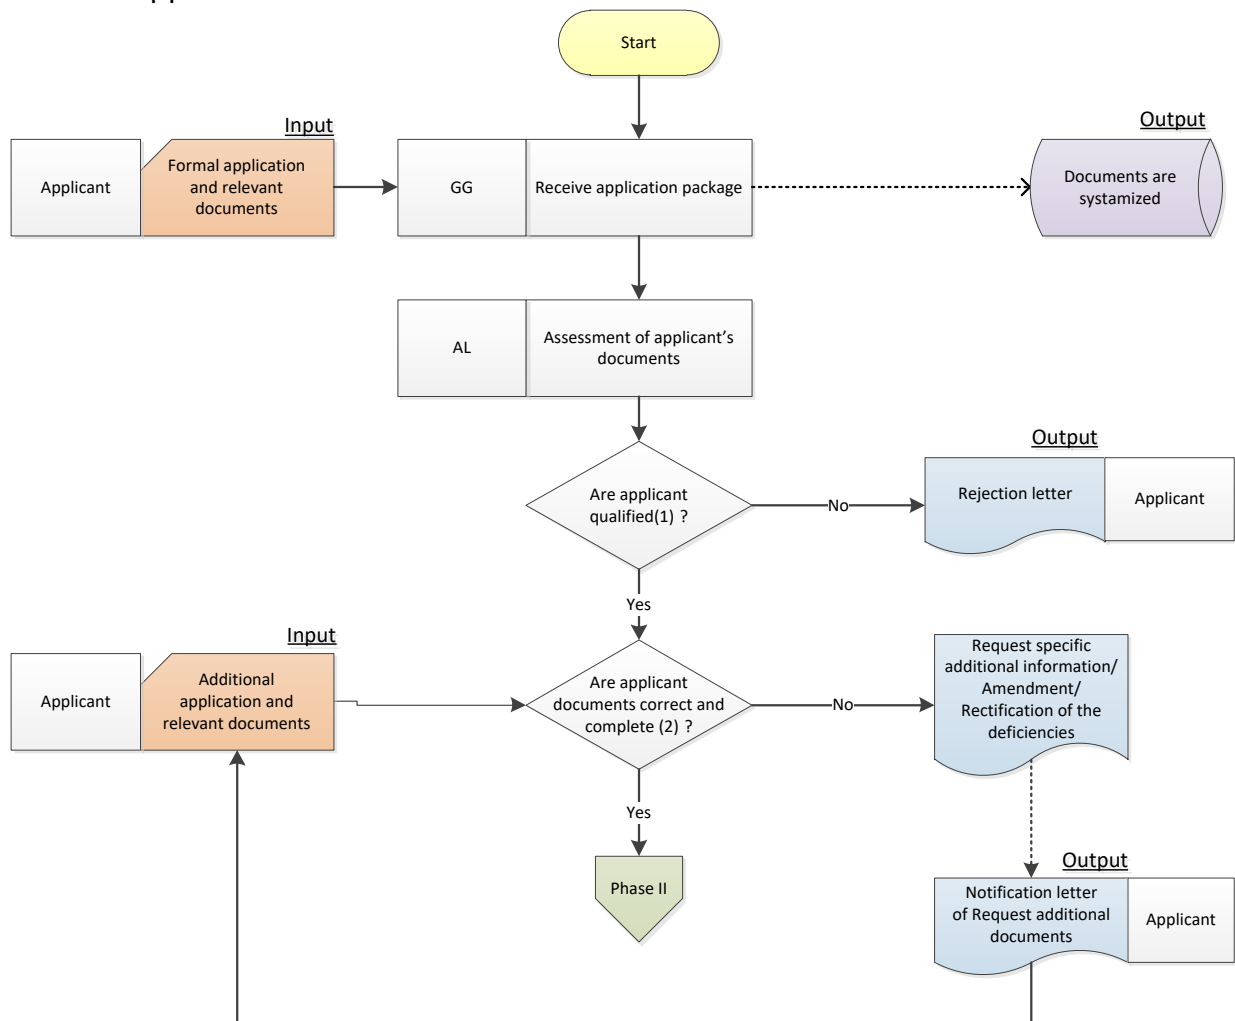 Start
Input
Output
Applicant
Formal application
and relevant
documents
GG
Receive application package
Documents are
systamized
AL
Assessment of applicant’s
documents
Output
Are applicant
qualified(1) ?
No
Rejection letter
Applicant
Yes
Input
Applicant
Additional
application and
relevant documents
Are applicant
documents correct and
complete (2) ?
No
Request specific
additional information/
Amendment/
Rectification of the
deficiencies
Yes
Phase II
Output
Notification letter
of Request additional
documents
Applicant